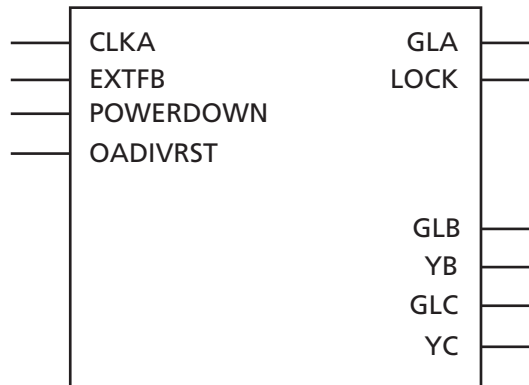 CLKA GLA
EXTFB LOCK
POWERDOWN
OADIVRST
GLB
YB
GLC
YC